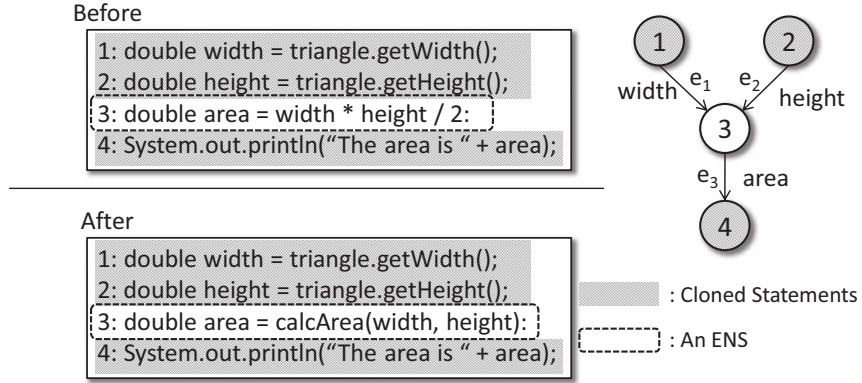 Before
1: double width = triangle.getWidth();
2: double height = triangle.getHeight();
3: double area = width * height / 2:
4: System.out.println(“The area is “ + area);
After
1: double width = triangle.getWidth();
2: double height = triangle.getHeight();
3: double area = calcArea(width, height):
4: System.out.println(“The area is “ + area);
1
2
e1
e2
width
height
3
e3
area
4
: Cloned Statements
: An ENS